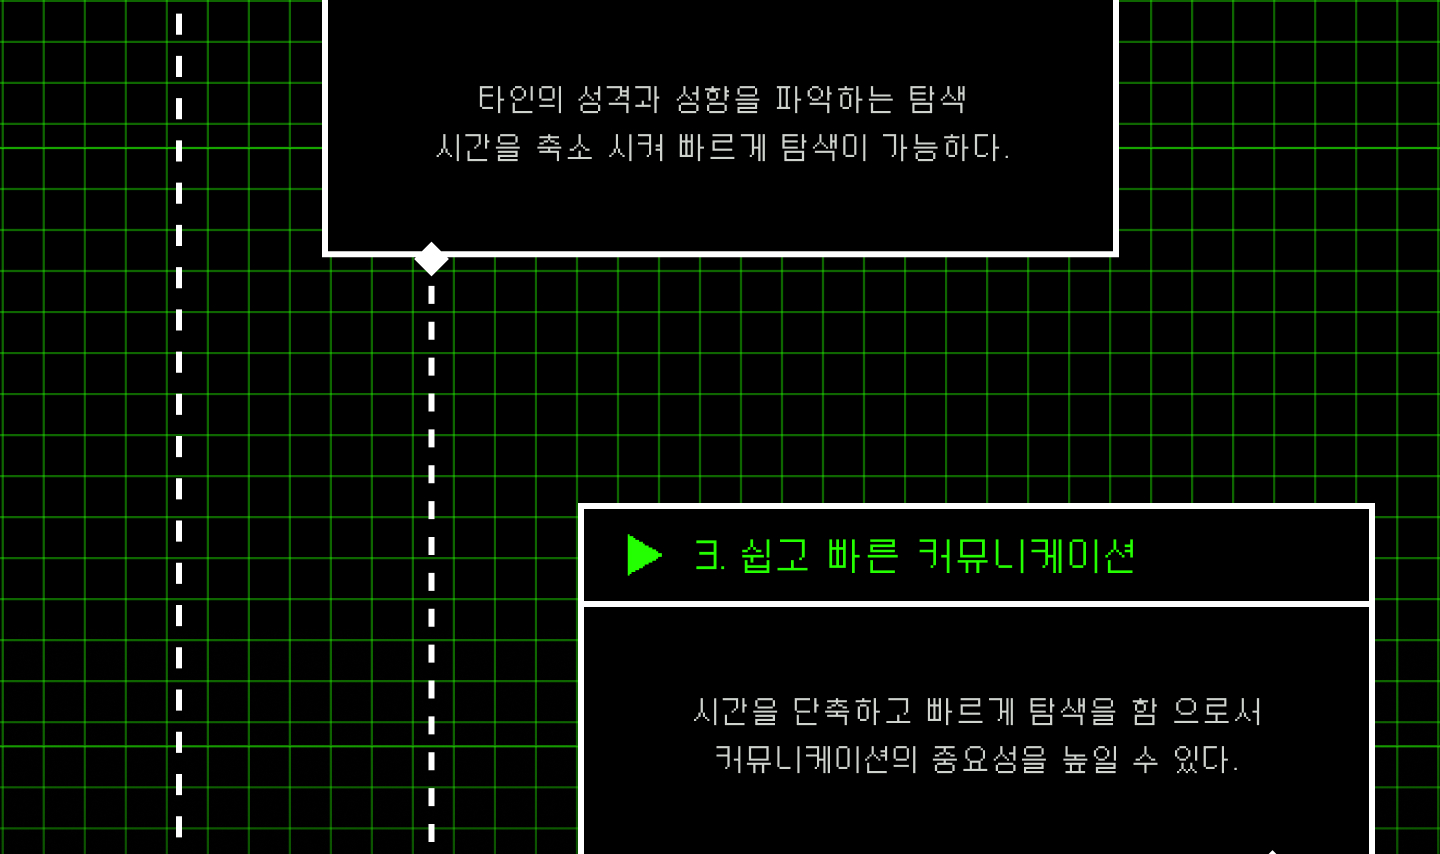 타인의 성격과 성향을 파악하는 탐색
시간을 축소 시켜 빠르게 탐색이 가능하다.
3. 쉽고 빠른 커뮤니케이션
시간을 단축하고 빠르게 탐색을 함 으로서
커뮤니케이션의 중요성을 높일 수 있다.